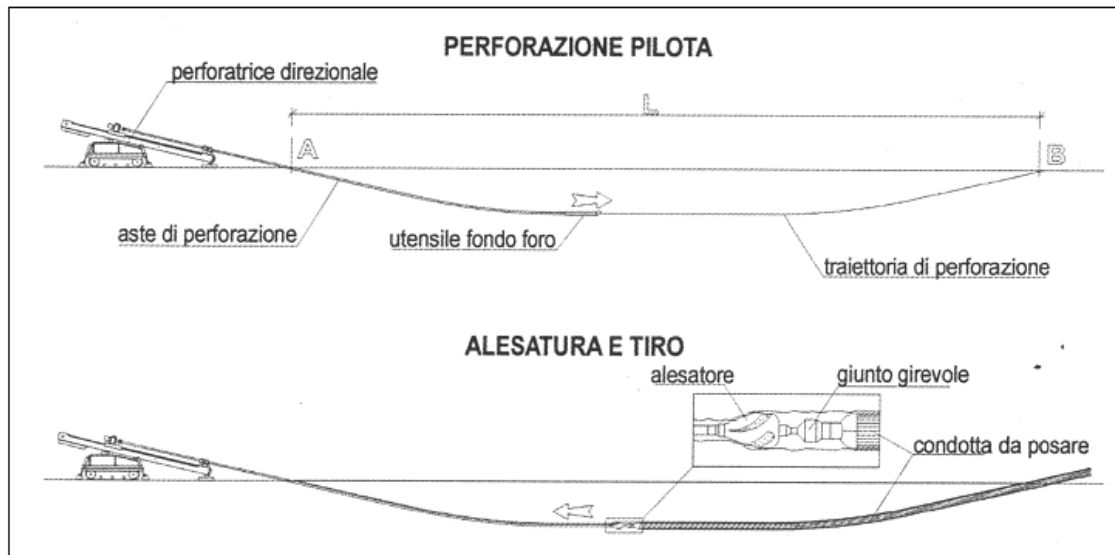 PERFORAZIONE PILOTA
perforatrice direzionale
L.
A
B
aste di perforazione
utensile fondo foro
traiettoria di perforazione
ALESATURA E TIRO
alesatore
giunto girevole
condotta da posare